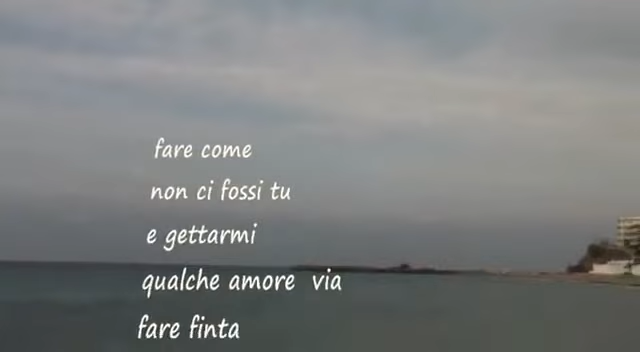 fare come
non ci fossi tu
e gettarmi
qualche amore via
fare finta